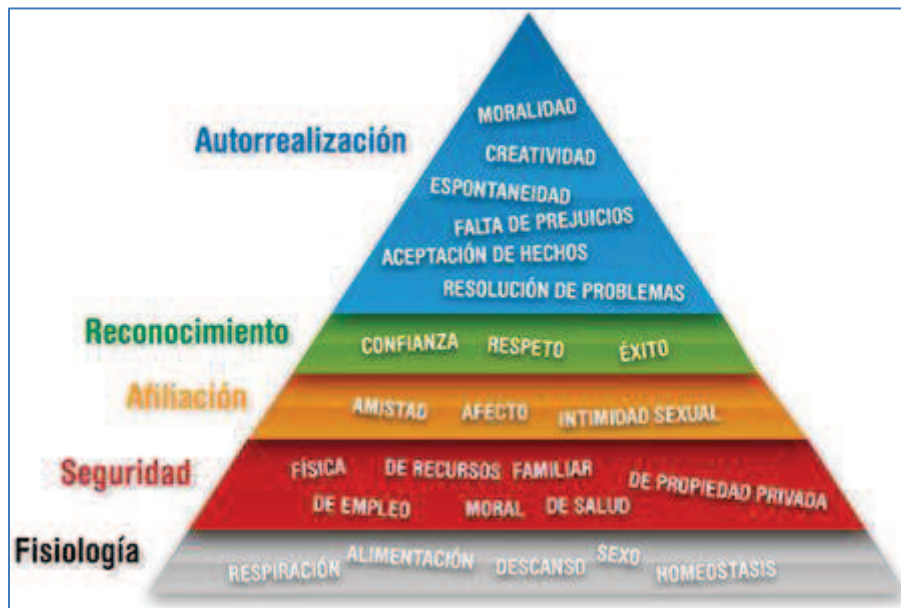 MORALIDAD
Autorrealización
CREATIVIDAD
ESPONTANEIDAD
FALTA DE PREJUICIOS
ACEPTACIÓN DE HECHOS
RESOLUCIÓN DE PROBLEMAS
Reconocimiento
CONFIANZA RESPETO ÉXITO
Afiliación
AMISTAD AFECTO INTIMIDAD SEXUAL
Seguridad
FÍSICA DE RECURSOS FAMILIAR DE PROPIEDAD PRIVADA
DE EMPLEO MORAL DE SALUD
Fisiología
RESPIRACIÓN ALIMENTACIÓN DESCANSO SEXO HOMEOSTASIS